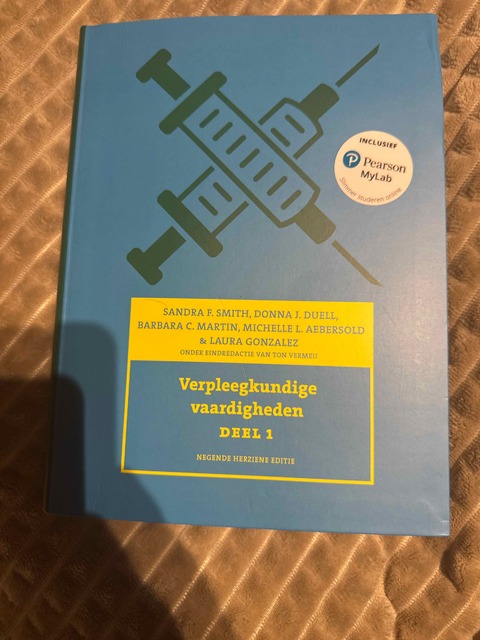 INCLUSIEF
Pearson
MyLab
Slimmer studeren online
SANDRA F. SMITH, DONNA J. DUELL,
BARBARA C. MARTIN, MICHELLE L. AEBERSOLD
& LAURA GONZALEZ
ONDER EINDREDACTIE VAN TON VERMEIJ
Verpleegkundige
vaardigheden
DEEL 1
NEGENDE HERZIENE EDITIE